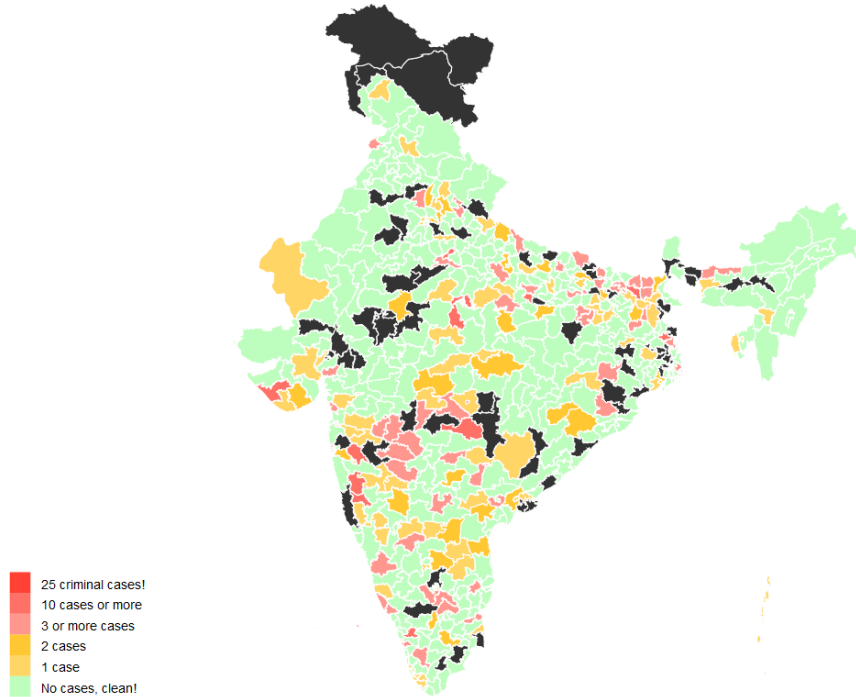 25 criminal cases!
10 cases or more
3 or more cases
2 cases
1 case
No cases, clean!